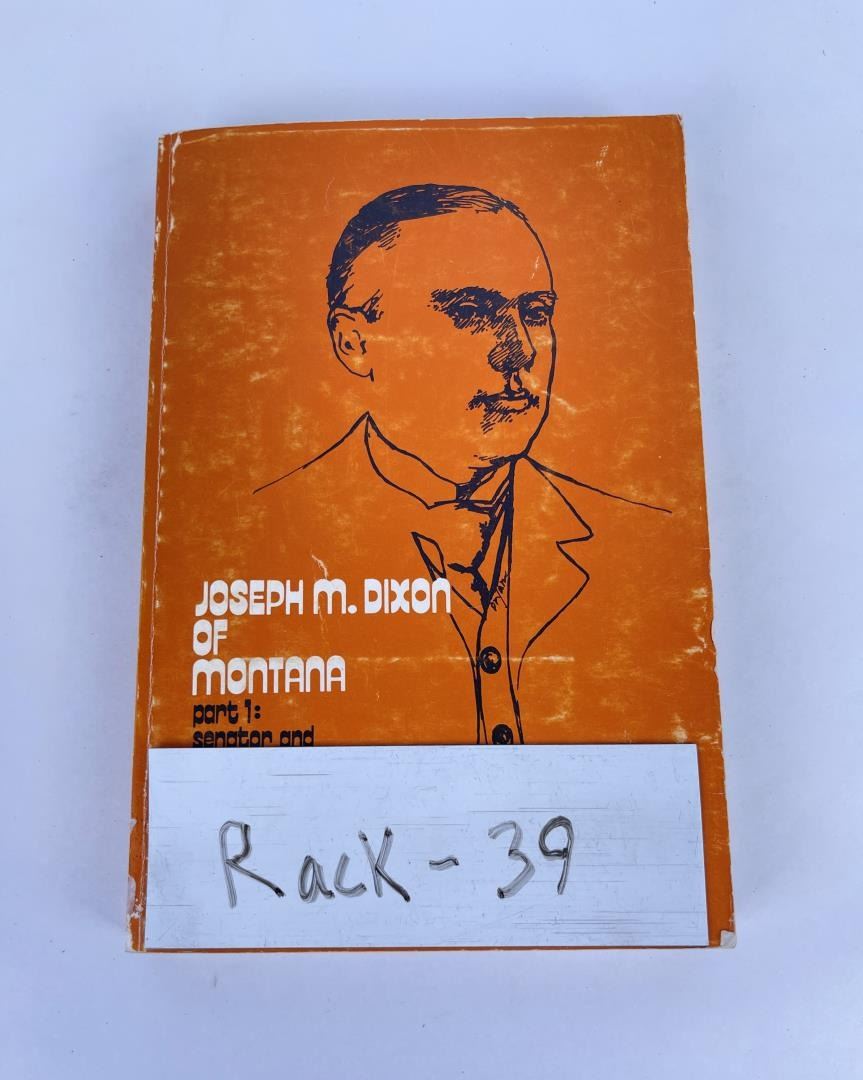 JOSEPH M. DIXON
OF
MONTANA
part 1:
senator and
Rack - 39